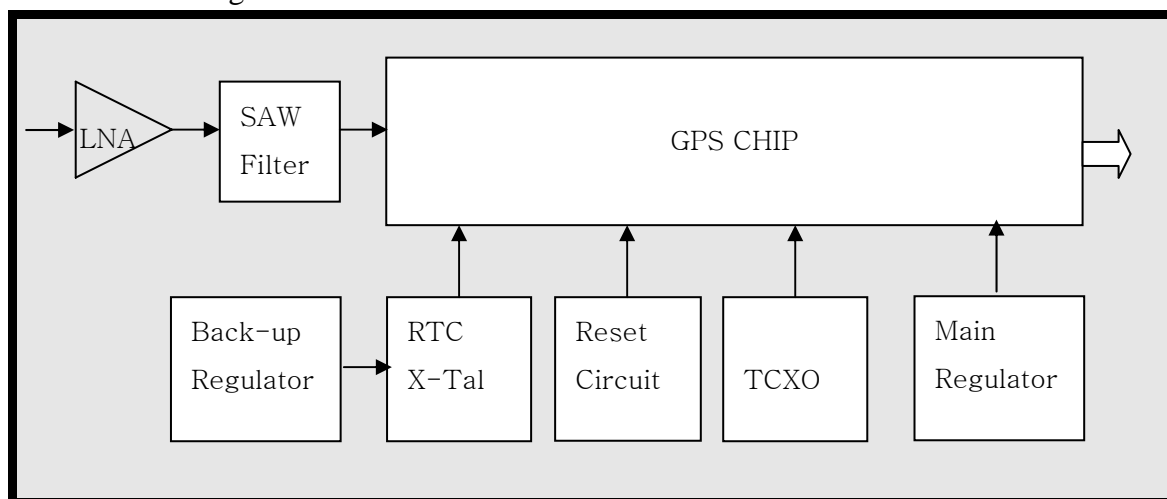 LNA
SAW
Filter
GPS CHIP
Back-up
Regulator
RTC
X-Tal
Reset
Circuit
TCXO
Main
Regulator